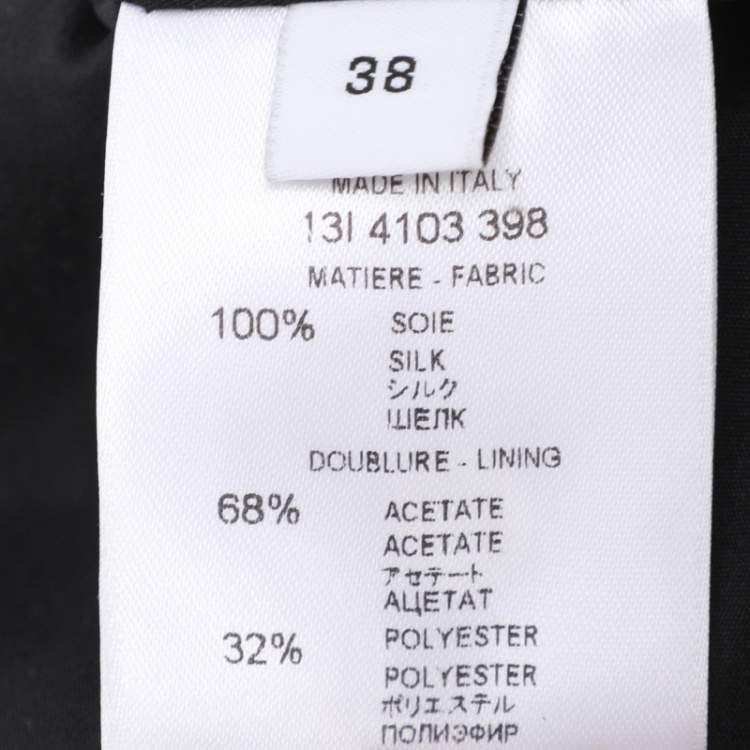 38
MADE IN ITALY
13I 4103 398
MATIERE - FABRIC
100% SOIE
SILK
シルク
ШЕЛК
DOUBLURE - LINING
68% ACETATE
ACETATE
アセテート
АЦЕТАТ
32% POLYESTER
POLYESTER
ポリエステル
ПОЛИЭФИР